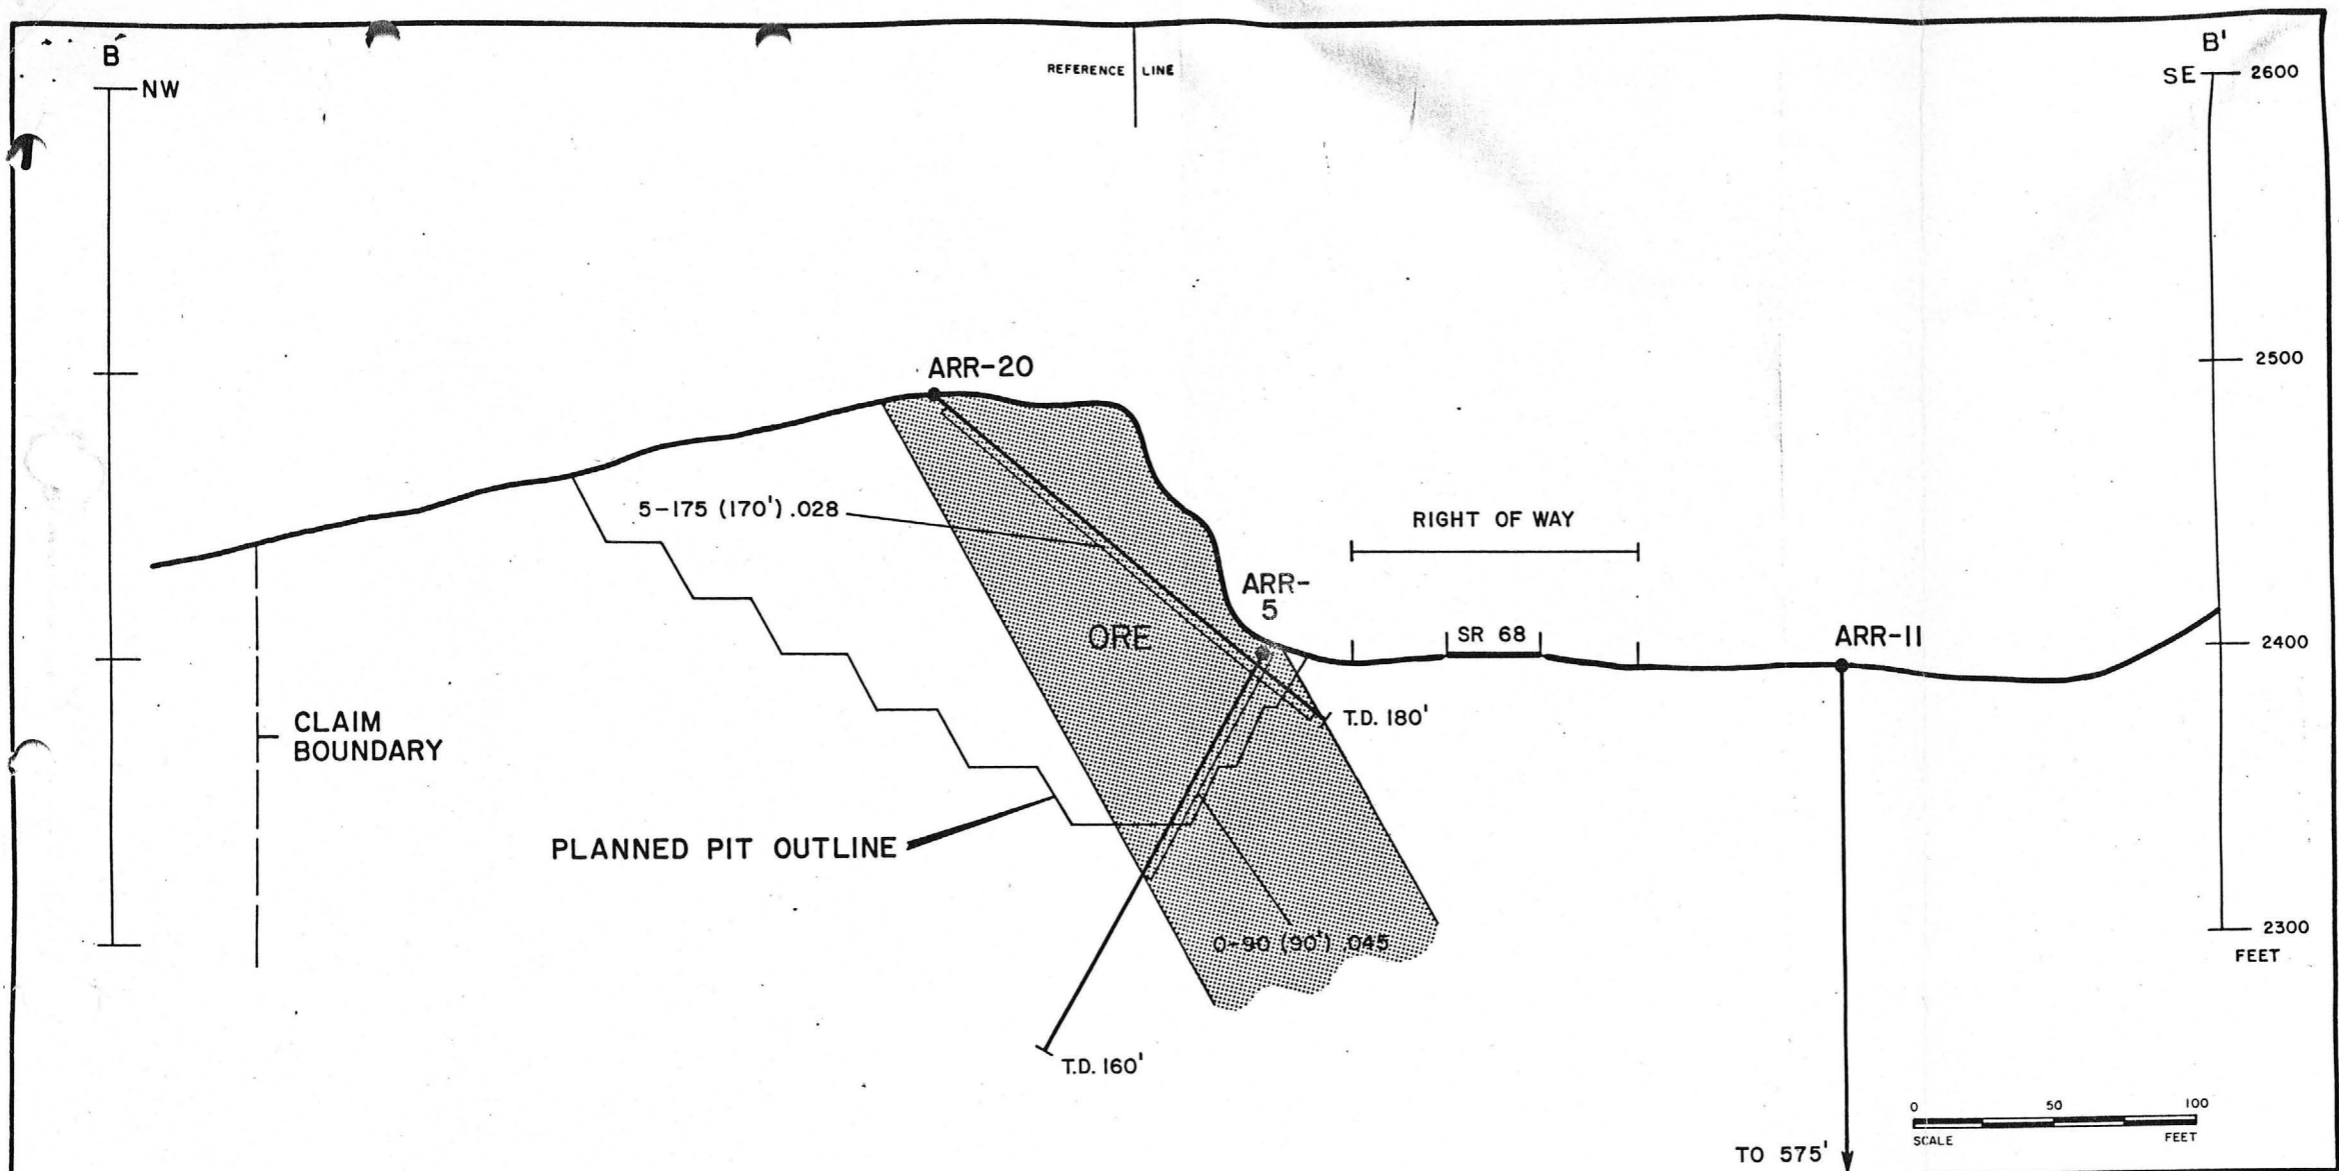 B
B'
NW
REFERENCE LINE
SE
2600
2500
ARR-20
5-175 (170') .028
RIGHT OF WAY
ARR-
5
ORE
SR 68
ARR-11
2400
T.D. 180'
CLAIM
BOUNDARY
PLANNED PIT OUTLINE
0-90 (90') .045
2300
FEET
T.D. 160'
0 50 100
SCALE FEET
TO 575'